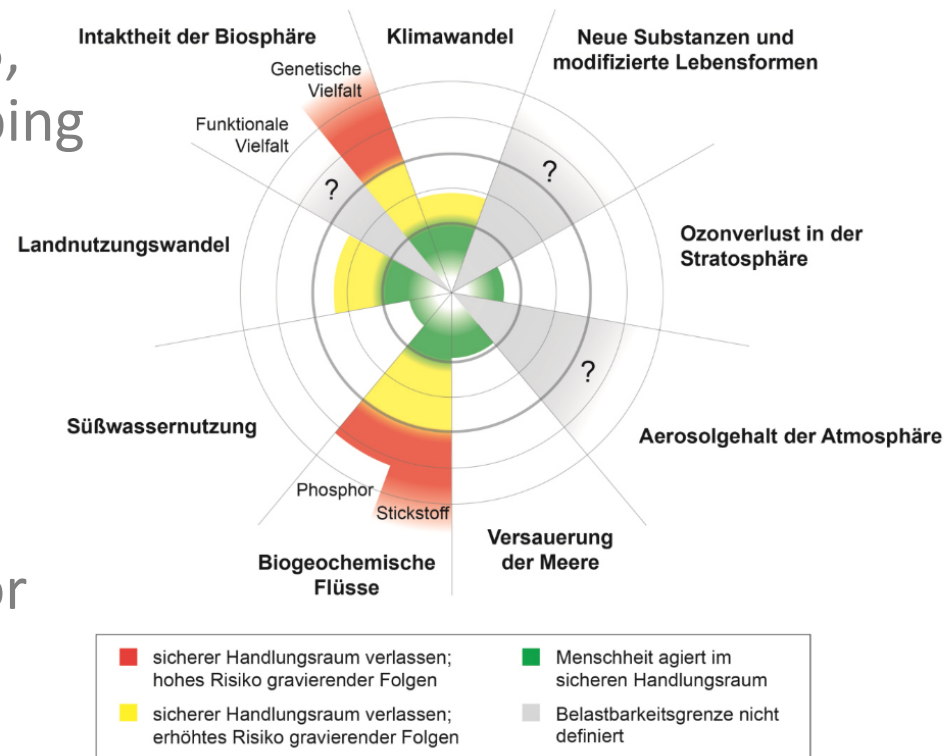 Intaktheit der Biosphäre
Klimawandel
Neue Substanzen und
modifizierte Lebensformen
Genetische
Vielfalt
Funktionale
Vielfalt
?
?
Landnutzungswandel
Ozonverlust in der
Stratosphäre
?
Süßwassernutzung
Aerosolgehalt der Atmosphäre
Phosphor
Stickstoff
Versauerung
der Meere
Biogeochemische
Flüsse
sicherer Handlungsraum verlassen;
hohes Risiko gravierender Folgen
sicherer Handlungsraum verlassen;
erhöhtes Risiko gravierender Folgen
Menschheit agiert im
sicheren Handlungsraum
Belastbarkeitsgrenze nicht
definiert